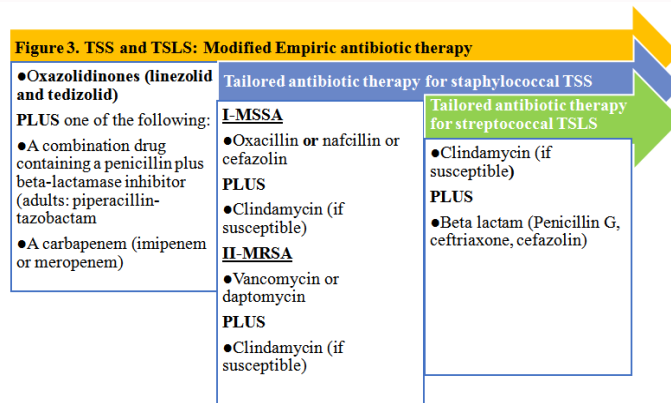 Figure 3. TSS and TSLS: Modified Empiric antibiotic therapy
●Oxazolidinones (linezolid
and tedizolid)
PLUS one of the following:
●A combination drug
containing a penicillin plus
beta-lactamase inhibitor
(adults: piperacillin-
tazobactam
●A carbapenem (imipenem
or meropenem)
Tailored antibiotic therapy for staphylococcal TSS
I-MSSA
●Oxacillin or nafcillin or
cefazolin
PLUS
●Clindamycin (if
susceptible)
II-MRSA
●Vancomycin or
daptomycin
PLUS
●Clindamycin (if
susceptible)
Tailored antibiotic therapy
for streptococcal TSLS
●Clindamycin (if
susceptible)
PLUS
●Beta lactam (Penicillin G,
ceftriaxone, cefazolin)